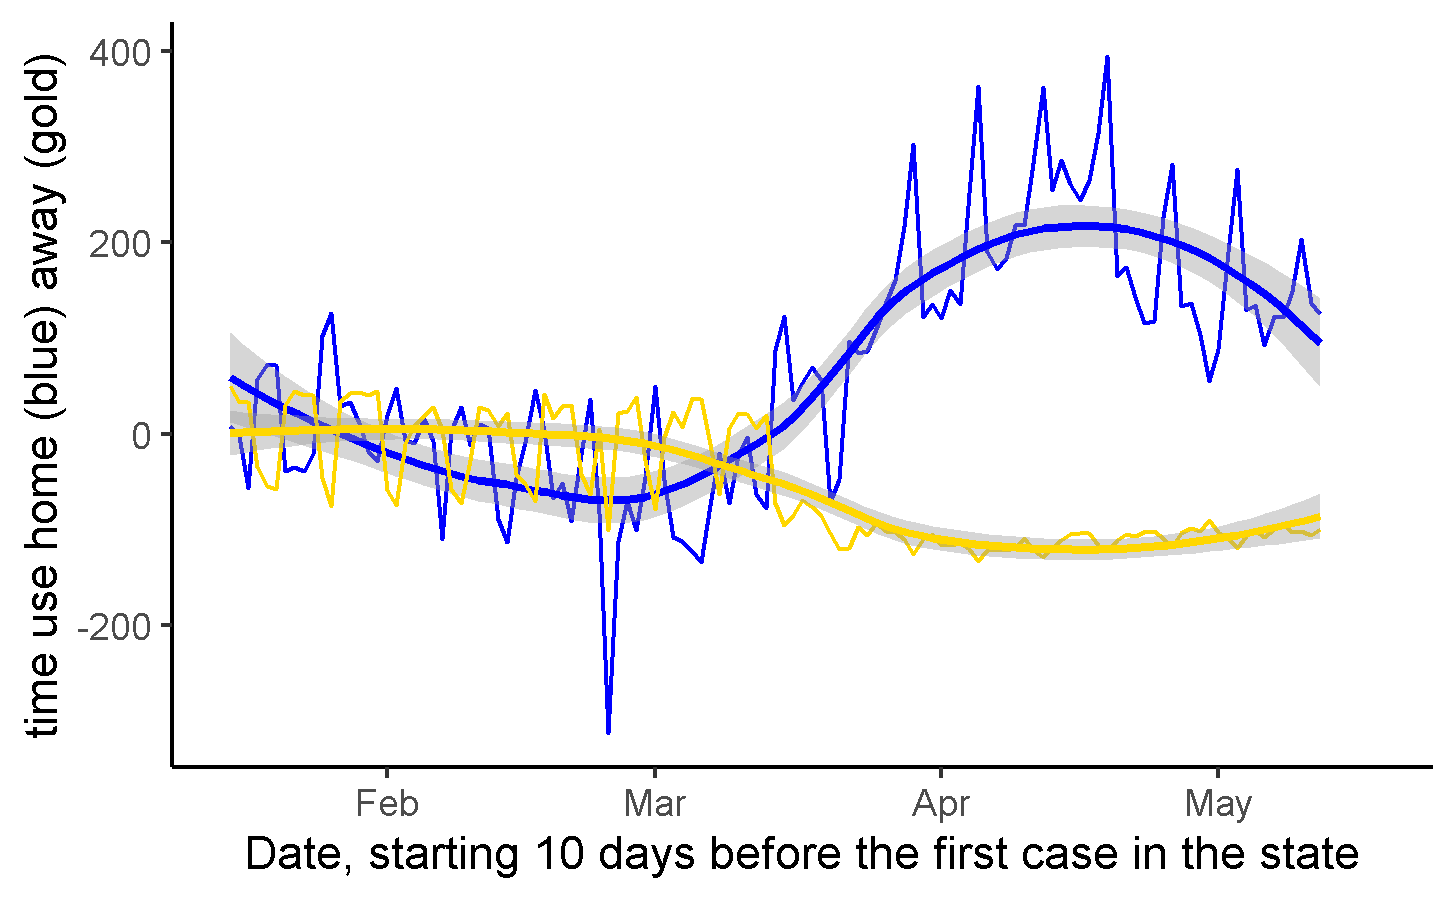 time use home (blue) away (gold)
400
200
0
-200
Feb Mar Apr May
Date, starting 10 days before the first case in the state